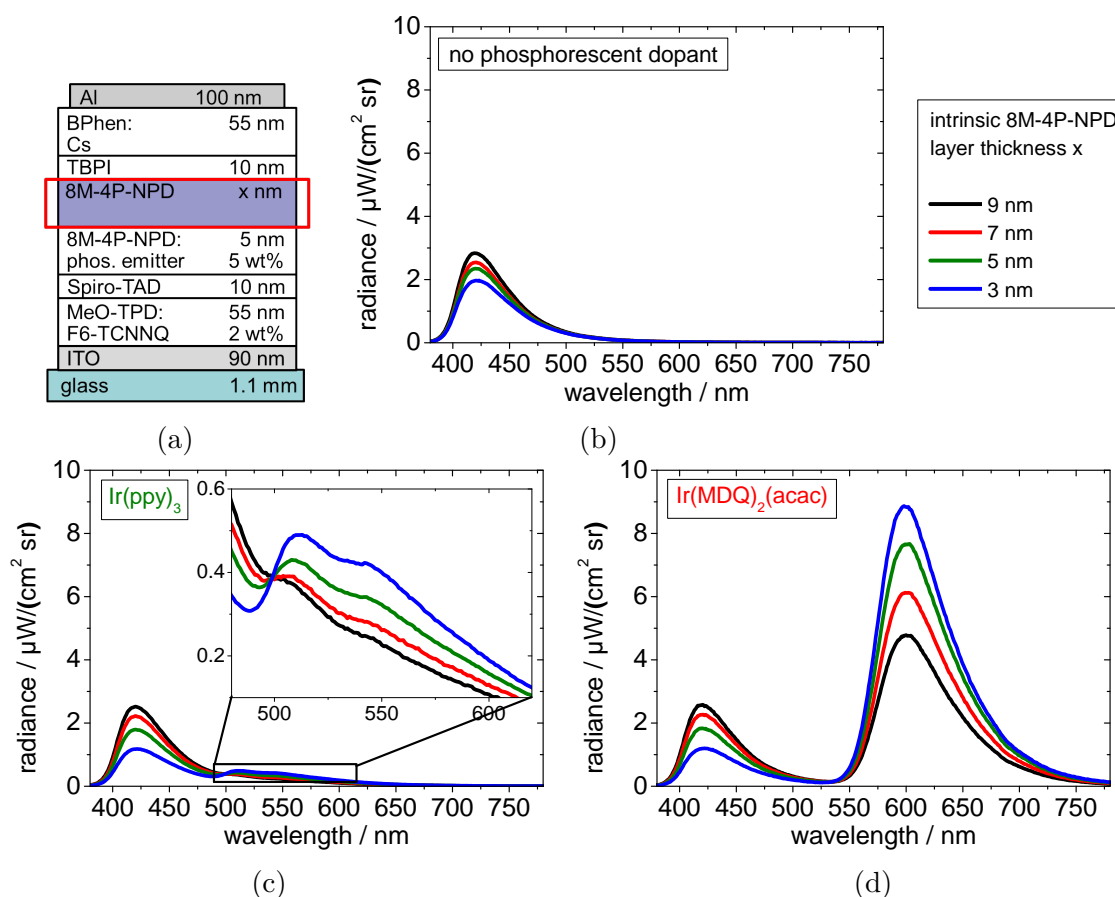 Al 100 nm
BPhen: 55 nm
Cs
TBPI 10 nm
8M-4P-NPD x nm
8M-4P-NPD: 5 nm
phos. emitter 5 wt%
Spiro-TAD 10 nm
MeO-TPD: 55 nm
F6-TCNNQ 2 wt%
ITO 90 nm
glass 1.1 mm
(a)
10
8
6
4
2
0
radiance / µW/(cm² sr)
no phosphorescent dopant
400 450 500 550 600 650 700 750
wavelength / nm
(b)
intrinsic 8M-4P-NPD
layer thickness x
9 nm
7 nm
5 nm
3 nm
10
8
6
4
2
0
radiance / µW/(cm² sr)
Ir(ppy)₃
0.6
0.4
0.2
500 550 600
400 450 500 550 600 650 700 750
wavelength / nm
(c)
10
8
6
4
2
0
radiance / µW/(cm² sr)
Ir(MDQ)₂(acac)
400 450 500 550 600 650 700 750
wavelength / nm
(d)